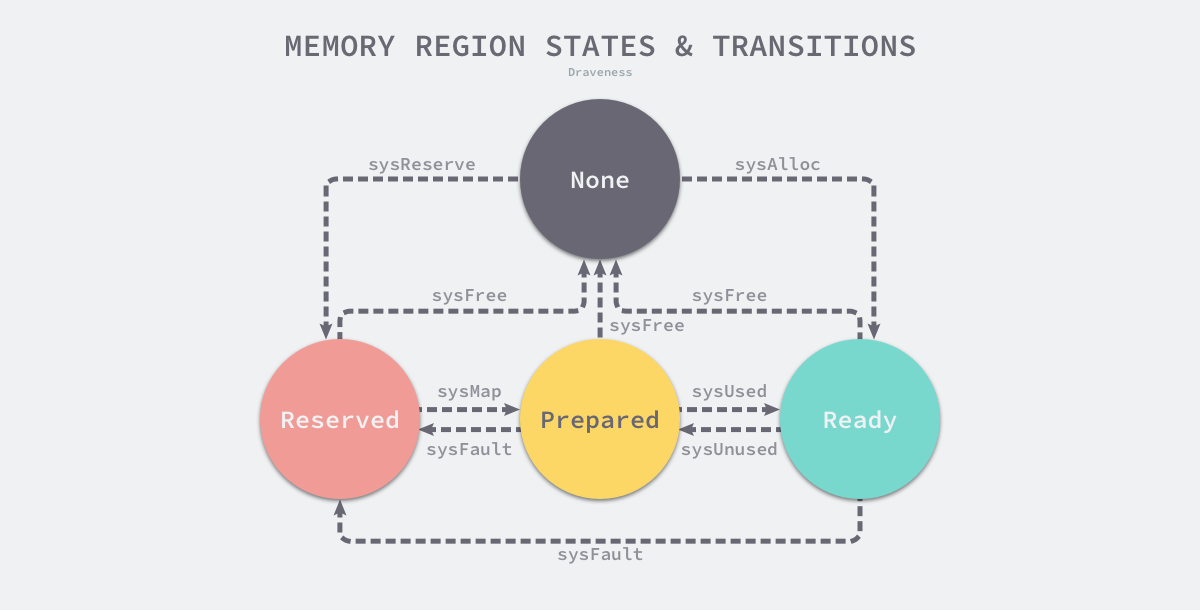 MEMORY REGION STATES & TRANSITIONS
Draveness
sysReserve
sysAlloc
None
sysFree
sysFree
sysFree
sysMap
sysUsed
Reserved
Prepared
Ready
sysFault
sysUnused
sysFault